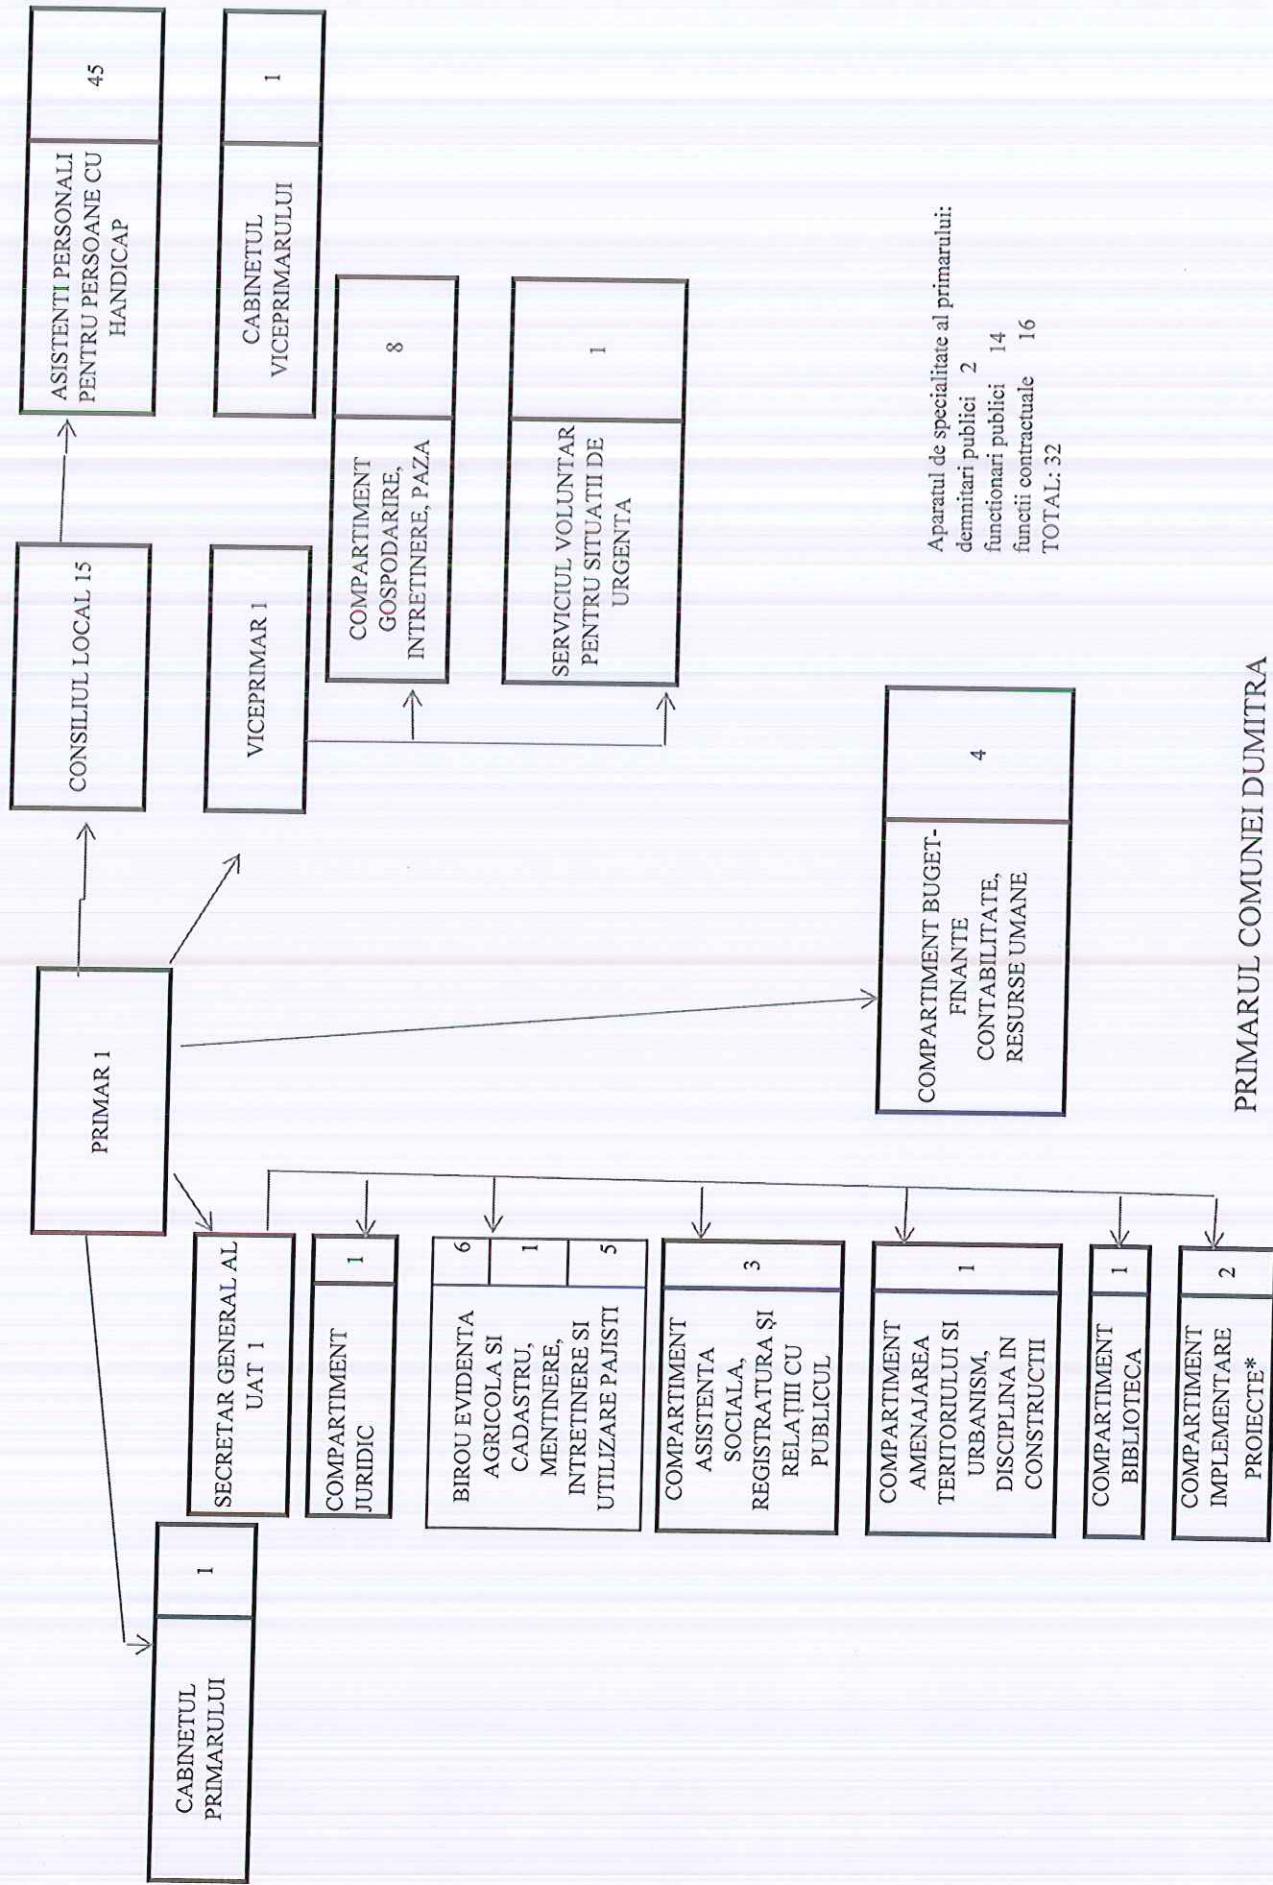 PRIMAR 1
CONSILIUL LOCAL 15
ASISTENTI PERSONALI
PENTRU PERSOANE CU
HANDICAP
45
CABINETUL
PRIMARULUI
1
SECRETAR GENERAL AL
UAT 1
VICEPRIMAR 1
CABINETUL
VICEPRIMARULUI
1
COMPARTIMENT
JURIDIC
1
COMPARTIMENT
GOSPODARIRE,
INTRETINERE, PAZA
8
BIROU EVIDENTA
AGRICOLA SI
CADASTRU,
MENTINERE,
INTRETINERE SI
UTILIZARE PAJISTI
6
1
5
SERVICIUL VOLUNTAR
PENTRU SITUATII DE
URGENTA
1
COMPARTIMENT
ASISTENTA
SOCIALA,
REGISTRATURA ȘI
RELAȚIII CU
PUBLICUL
3
COMPARTIMENT
AMENAJAREA
TERITORIULUI SI
URBANISM,
DISCIPLINA IN
CONSTRUCTII
1
COMPARTIMENT BUGET-
FINANTE
CONTABILITATE,
RESURSE UMANE
4
Aparatul de specialitate al primarului:
demnitari publici 2
functionari publici 14
functii contractuale 16
TOTAL: 32
COMPARTIMENT
BIBLIOTECA
1
COMPARTIMENT
IMPLEMENTARE
PROIECTE*
2
PRIMARUL COMUNEI DUMITRA